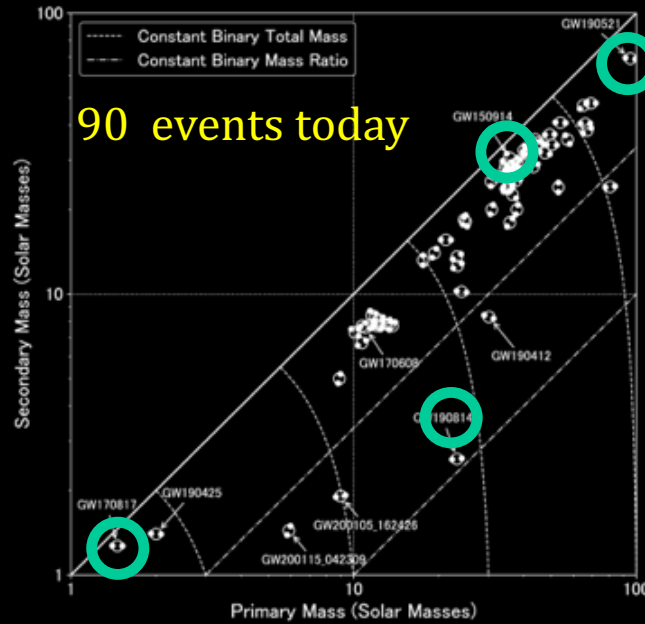 100
Constant Binary Total Mass
Constant Binary Mass Ratio
GW190521
90 events today
GW150914
Secondary Mass (Solar Masses)
10
GW170608
GW190412
GW190814
GW170817
GW190425
GW200105_162426
GW200115_042309
1
1
10
100
Primary Mass (Solar Masses)